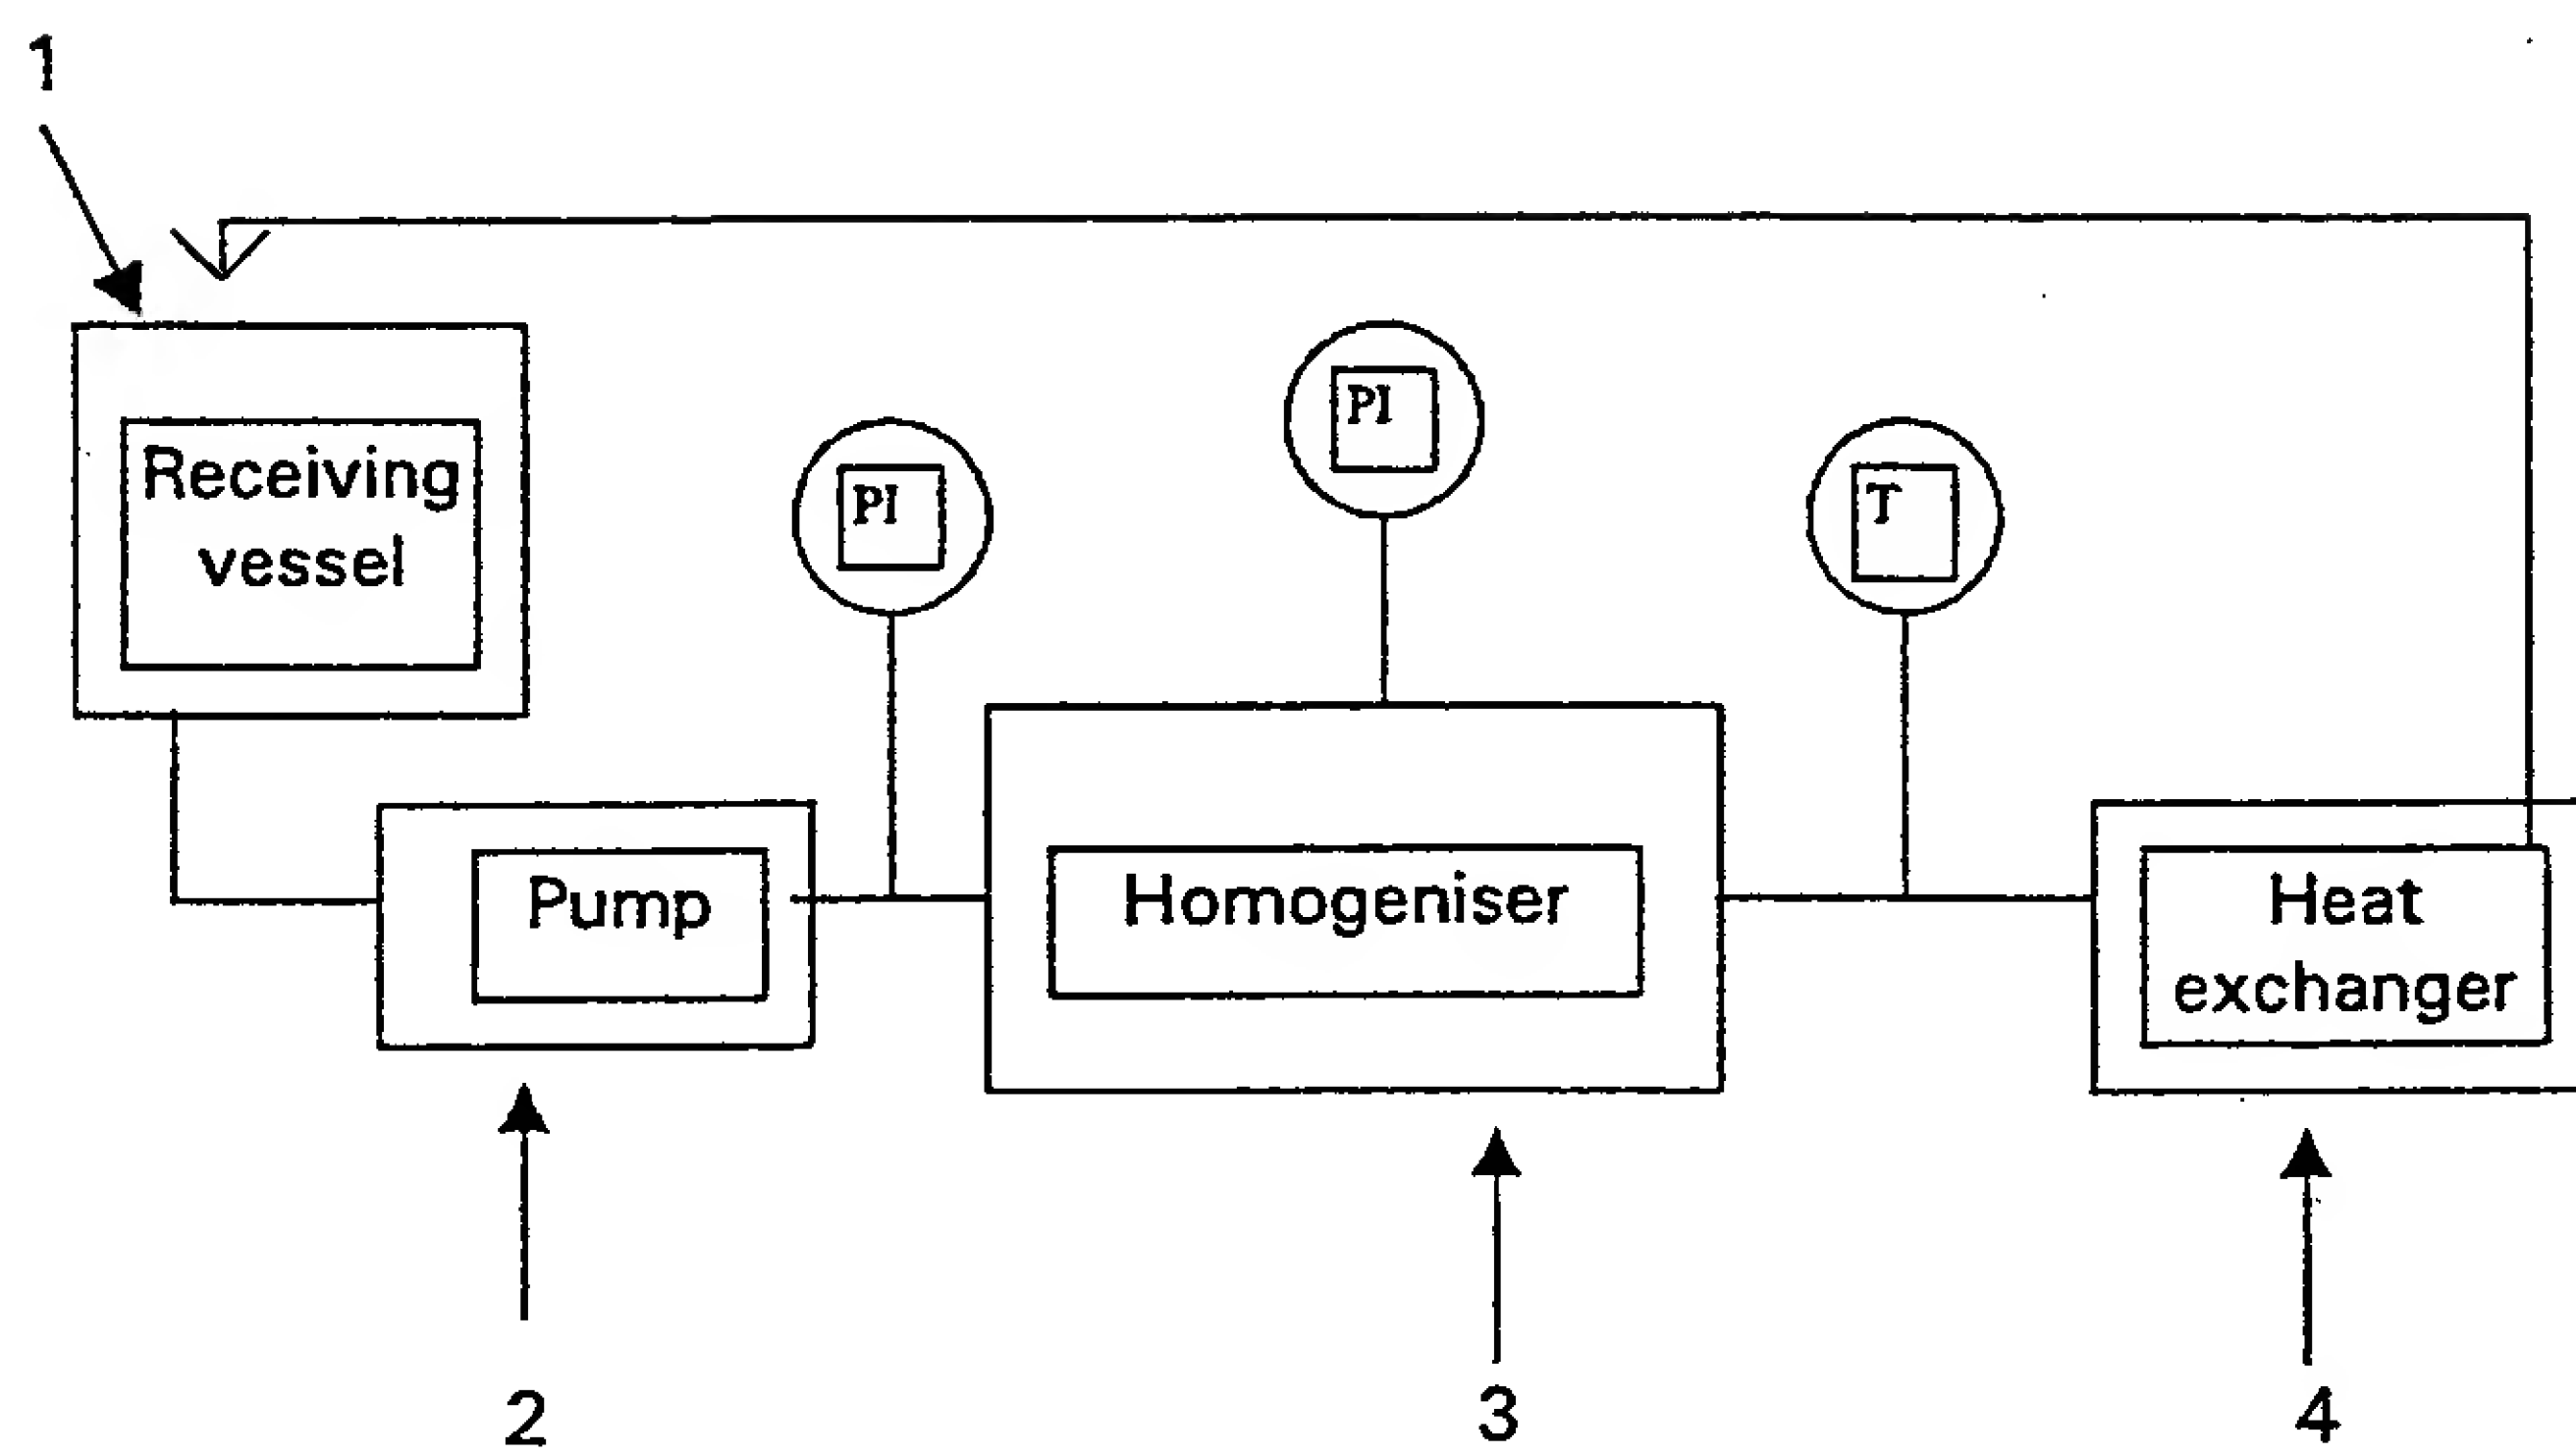 1
Receiving
vessel
PI
PI
T
Pump
Homogeniser
Heat
exchanger
2
3
4